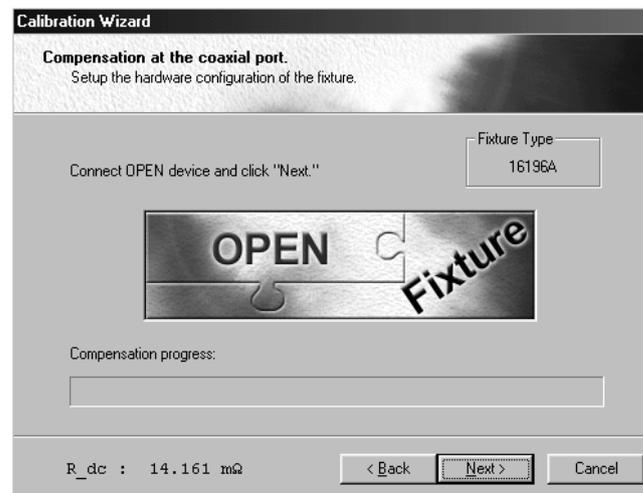 Calibration Wizard
Compensation at the coaxial port.
Setup the hardware configuration of the fixture.
Fixture Type
16196A
Connect OPEN device and click "Next."
OPEN
Fixture
Compensation progress:
R_dc : 14.161 mΩ
< Back
Next >
Cancel